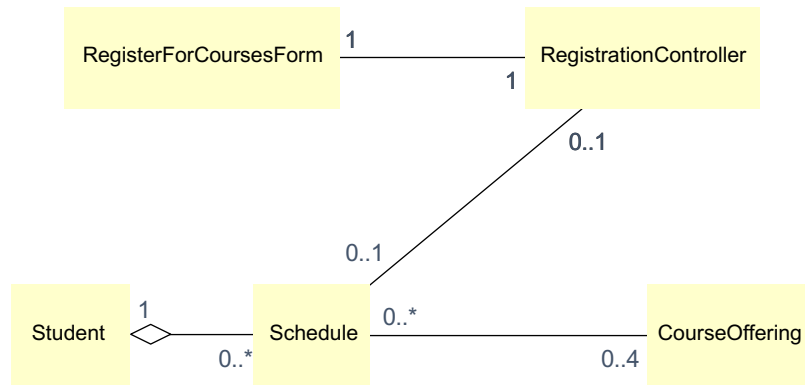 RegisterForCoursesForm
1
1
RegistrationController
0..1
0..1
Student
1
0..*
Schedule
0..*
0..4
CourseOffering